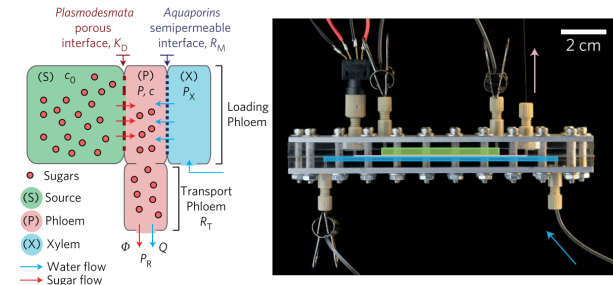 Plasmodesmata
porous
interface, K_D
Aquaporins
semipermeable
interface, R_M
(S) c₀
(P)
P, c
(X)
P_X
Loading
Phloem
Sugars
(S) Source
(P) Phloem
(X) Xylem
Water flow
Sugar flow
Transport
Phloem
R_T
Φ
Q
P_R
2 cm